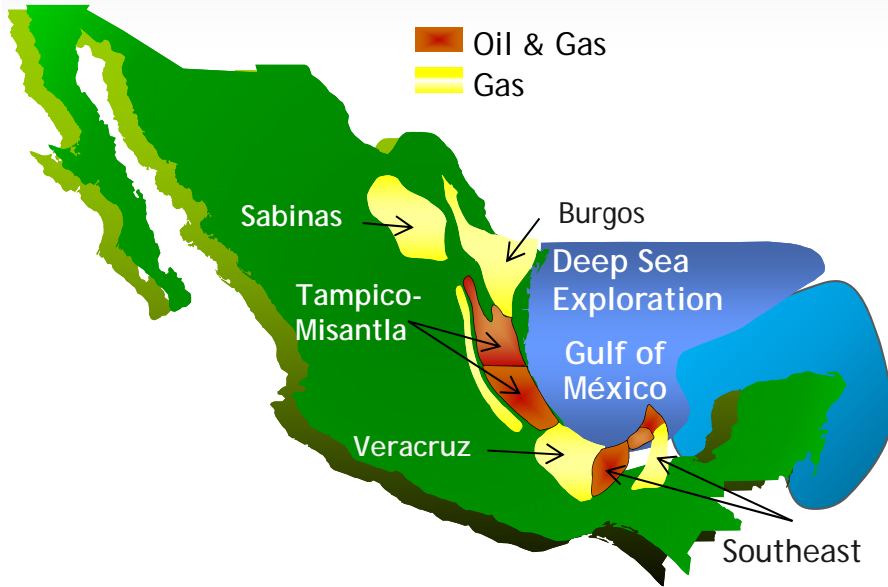 Oil & Gas
Gas
Sabinas
Burgos
Deep Sea
Exploration
Tampico-
Misantla
Gulf of
México
Veracruz
Southeast